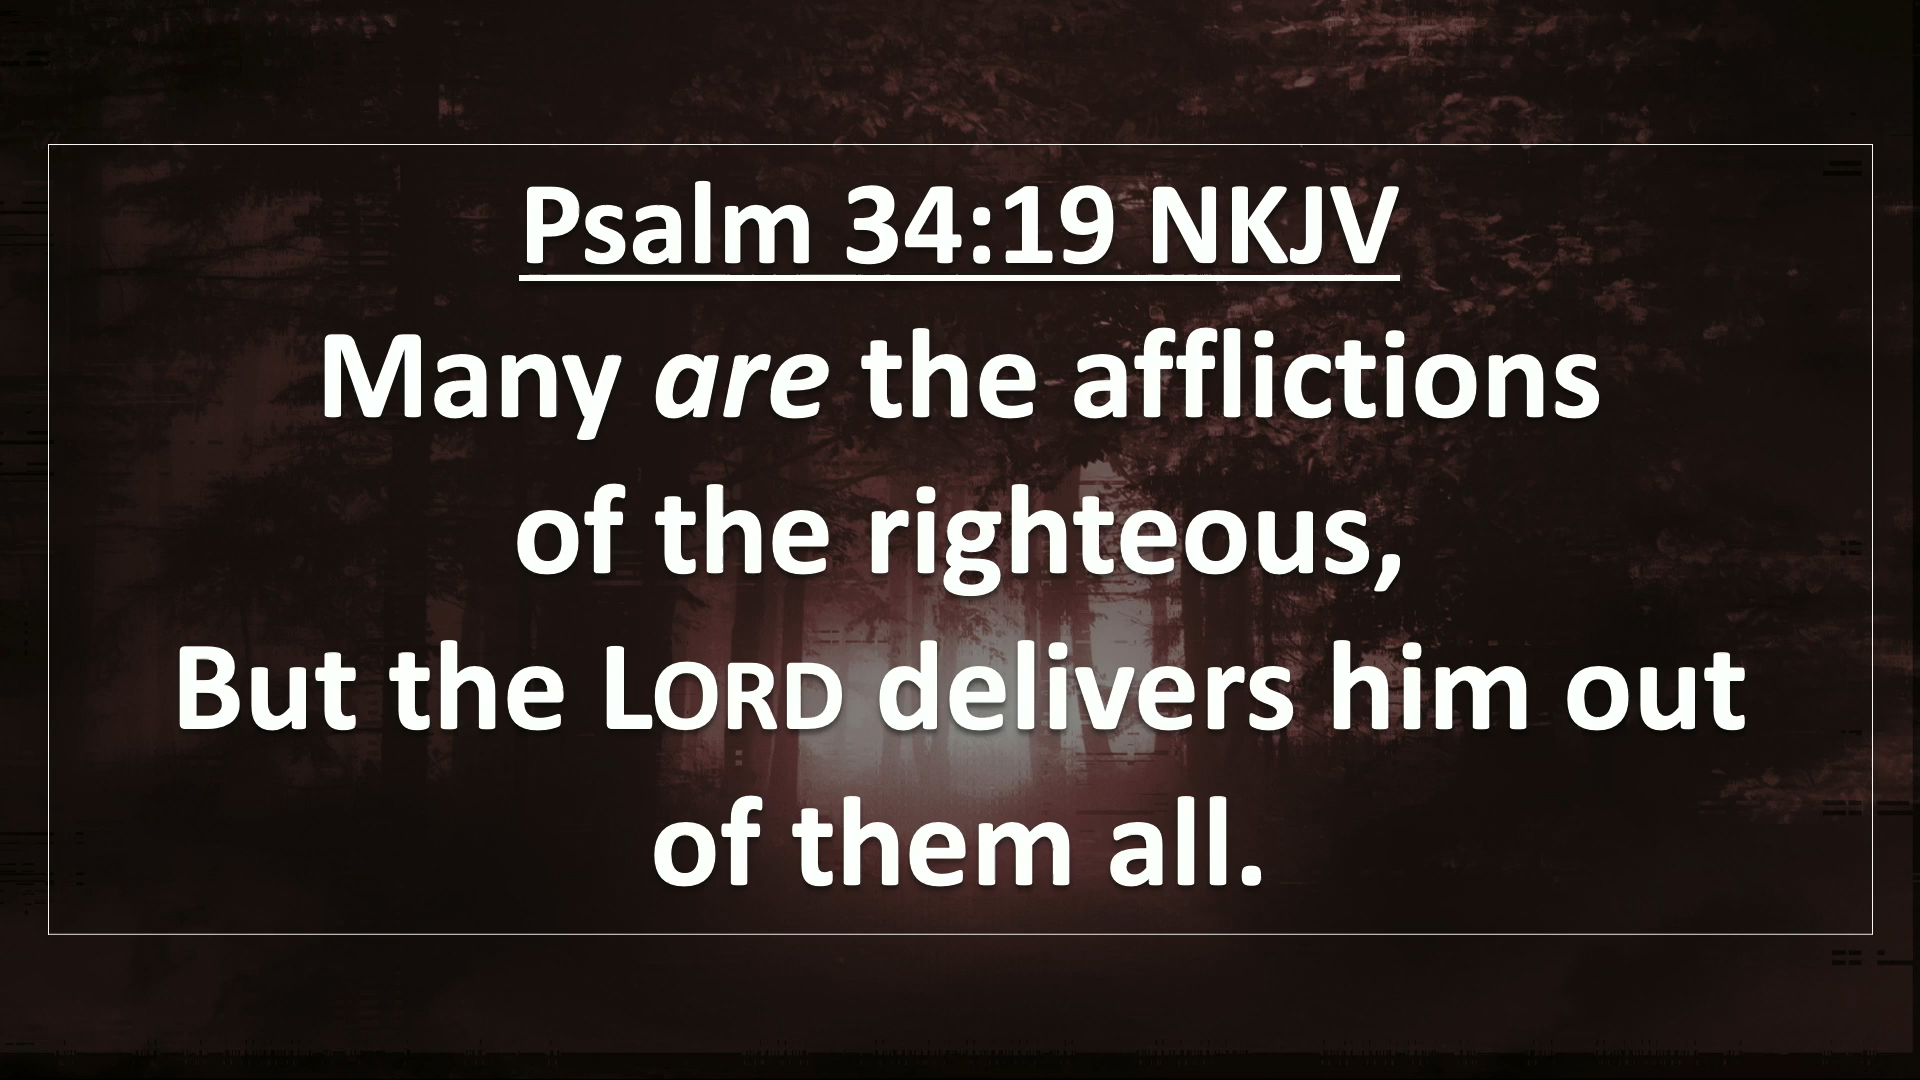 Psalm 34:19 NKJV
Many are the afflictions
of the righteous,
But the LORD delivers him out
of them all.